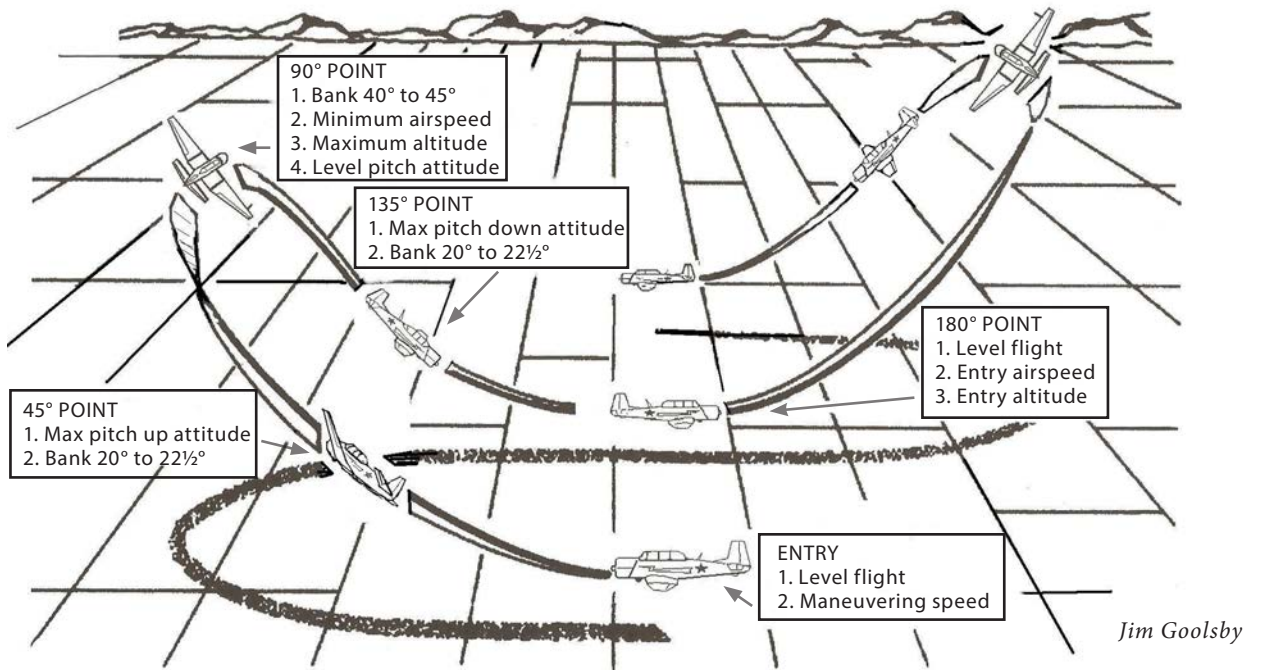 90° POINT
1. Bank 40° to 45°
2. Minimum airspeed
3. Maximum altitude
4. Level pitch attitude
135° POINT
1. Max pitch down attitude
2. Bank 20° to 22½°
180° POINT
1. Level flight
2. Entry airspeed
3. Entry altitude
45° POINT
1. Max pitch up attitude
2. Bank 20° to 22½°
ENTRY
1. Level flight
2. Maneuvering speed
Jim Goolsby